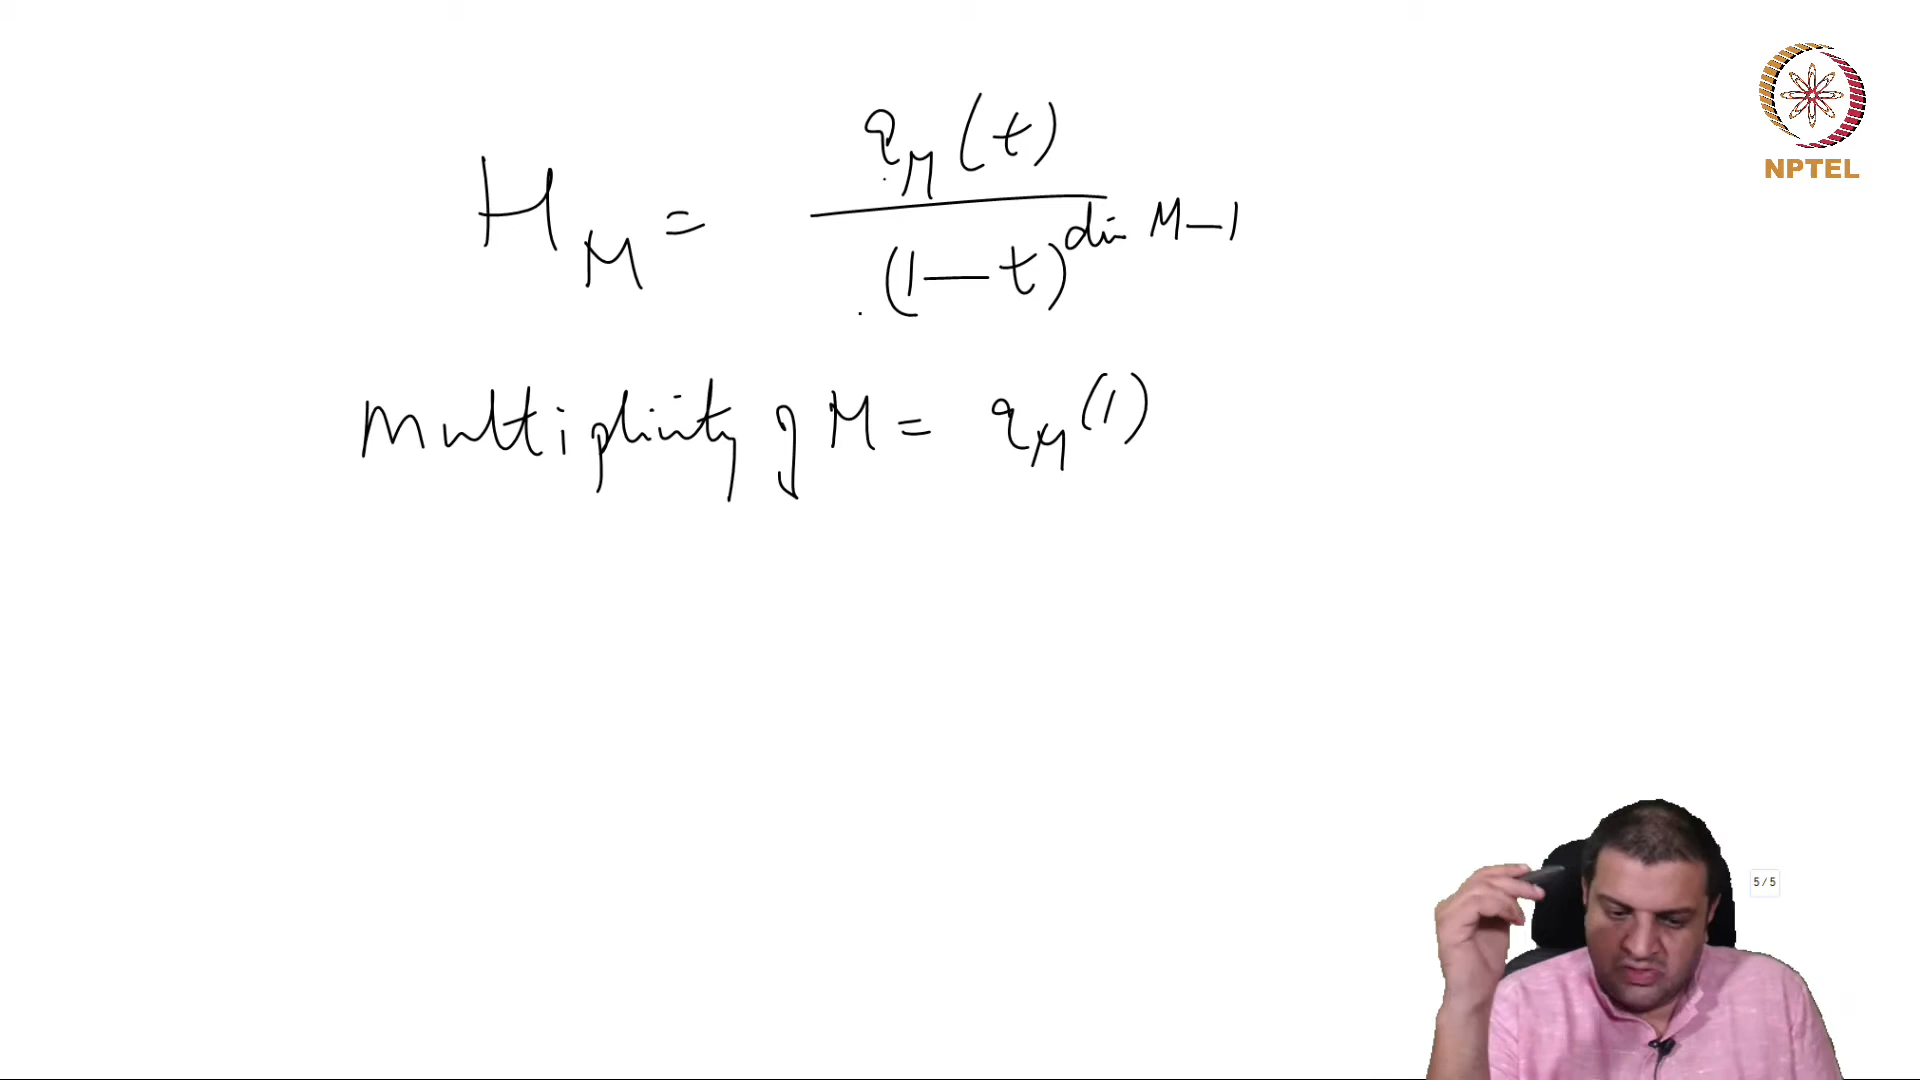 NPTEL
H_M = q_M(t) / (1-t)^{dim M-1}
Multiplicity of M = q_M(1)
5/5